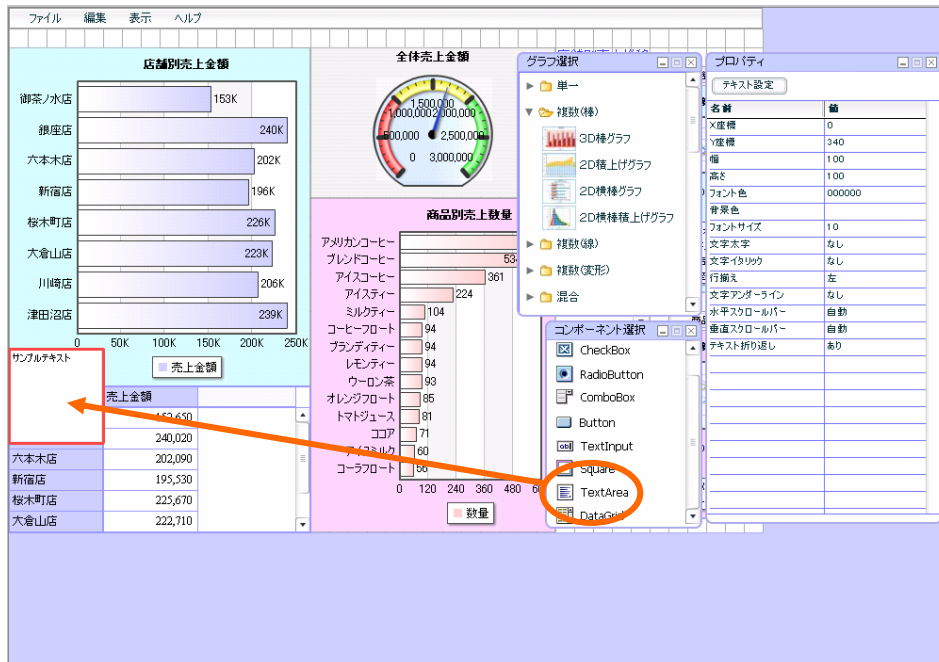 ファイル 編集 表示 ヘルプ
店舗別売上金額
御茶ノ水店 153K
銀座店 240K
六本木店 202K
新宿店 196K
桜木町店 226K
大倉山店 223K
川崎店 206K
津田沼店 239K
0 50K 100K 150K 200K 250K
売上金額
全体売上金額
0
500,000
1,000,000
1,500,000
2,000,000
2,500,000
3,000,000
商品別売上数量
アメリカンコーヒー
ブレンドコーヒー 534
アイスコーヒー 361
アイスティー 224
ミルクティー 104
コーヒーフロート 94
ブランディティー 94
レモンティー 94
ウーロン茶 93
オレンジフロート 85
トマトジュース 81
ココア 71
アイスミルク 60
コーラフロート 56
0 120 240 360 480
数量
サンプルテキスト
売上金額
152,650
240,020
六本木店 202,090
新宿店 195,530
桜木町店 225,670
大倉山店 222,710
グラフ選択
単一
複数(棒)
3D棒グラフ
2D積上げグラフ
2D横棒グラフ
2D横棒積上げグラフ
複数(線)
複数(変形)
混合
コンポーネント選択
CheckBox
RadioButton
ComboBox
Button
TextInput
Square
TextArea
DataGrid
プロパティ
テキスト設定
名前 値
X座標 0
Y座標 340
幅 100
高さ 100
フォント色 000000
背景色
フォントサイズ 10
文字太字 なし
文字イタリック なし
行揃え 左
文字アンダーライン なし
水平スクロールバー 自動
垂直スクロールバー 自動
テキスト折り返し あり